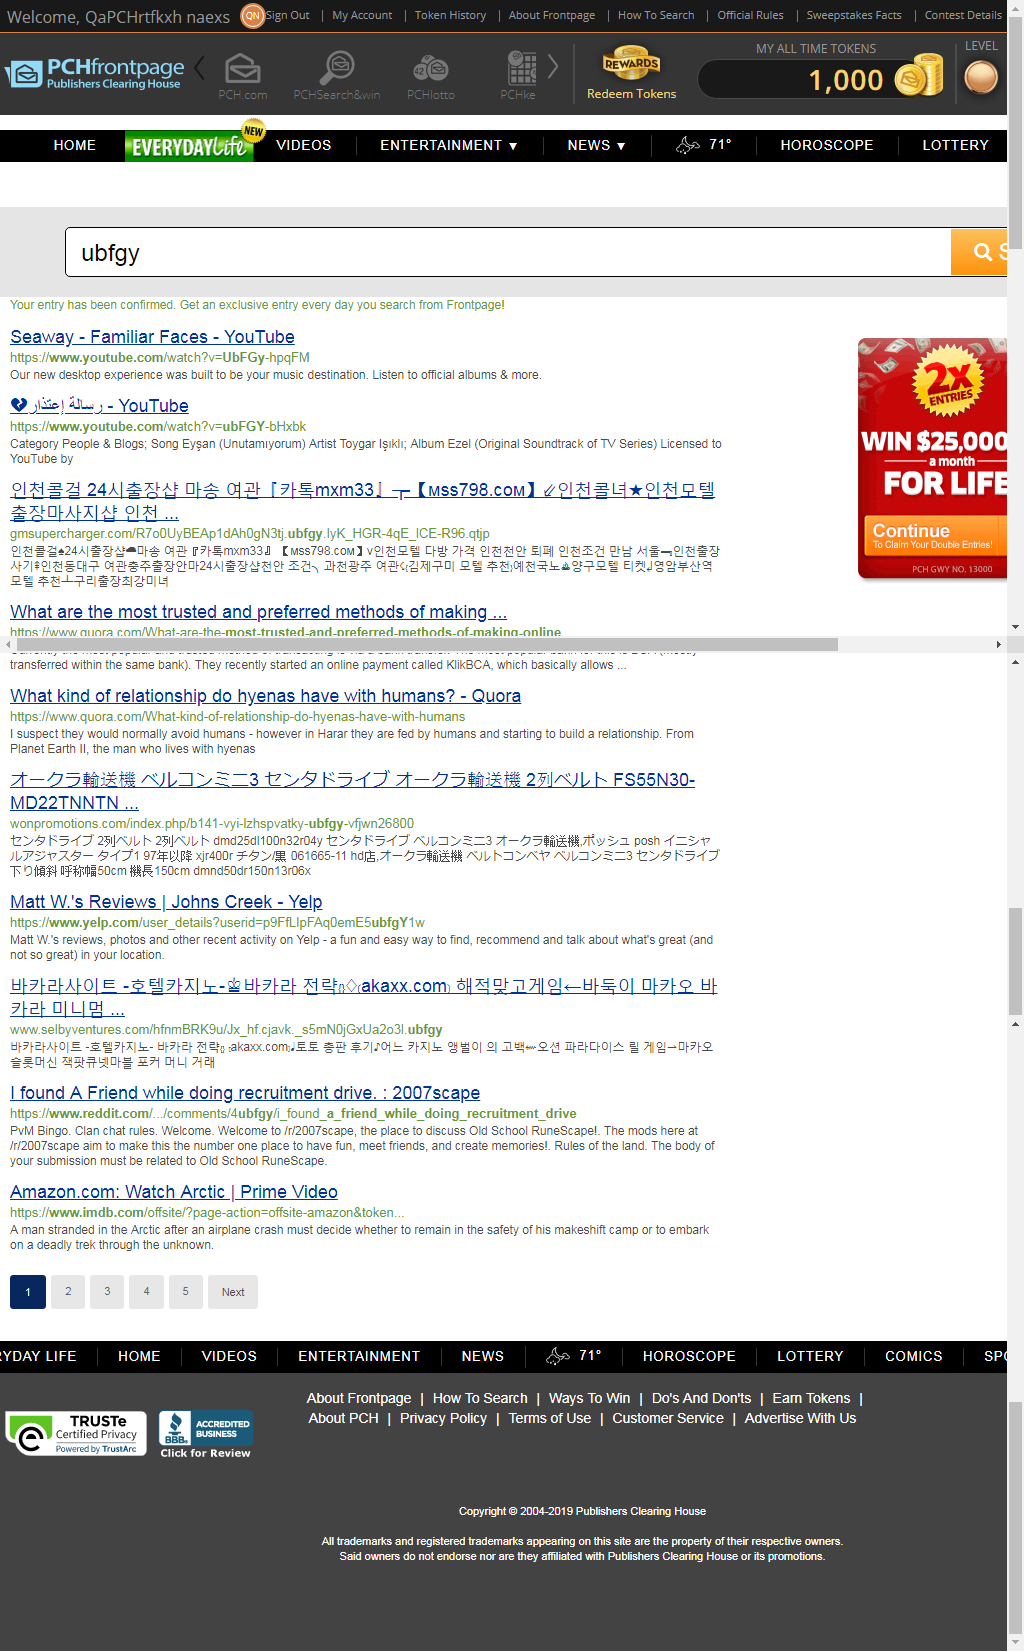 Welcome, QaPCHrtfkxh naexs QN Sign Out | My Account | Token History | About Frontpage | How To Search | Official Rules | Sweepstakes Facts | Contest Details
PCHfrontpage
Publishers Clearing House
PCH.com PCHSearch&win PCHlotto PCHke
REWARDS
Redeem Tokens
MY ALL TIME TOKENS
1,000
LEVEL
HOME EVERYDAY Life NEW VIDEOS ENTERTAINMENT ▼ NEWS ▼ 71° HOROSCOPE LOTTERY
ubfgy
Your entry has been confirmed. Get an exclusive entry every day you search from Frontpage!
Seaway - Familiar Faces - YouTube
https://www.youtube.com/watch?v=UbFGy-hpqFM
Our new desktop experience was built to be your music destination. Listen to official albums & more.
💔رسالة إعتذار - YouTube
https://www.youtube.com/watch?v=ubFGY-bHxbk
Category People & Blogs; Song Eyşan (Unutamıyorum) Artist Toygar Işıklı; Album Ezel (Original Soundtrack of TV Series) Licensed to
YouTube by
인천콜걸 24시출장샵 마송 여관『카톡mxm33』┮【мss798.coм】✓인천콜녀★인천모텔
출장마사지샵 인천 ...
gmsupercharger.com/R7o0UyBEAp1dAh0gN3tj.ubfgy.lyK_HGR-4qE_ICE-R96.qtjp
인천콜걸♠24시출장샵☁마송 여관『카톡mxm33』【мss798.coм】v인천모텔 다방 가격 인천천안 퇴폐 인천조건 만남 서울 인천출장
사기 인천동대구 여관충주출장안마24시출장샵천안 조건 과천광주 여관 김제구미 모텔 추천 예천국노 양구모텔 티켓 영암부산역
모텔 추천 구리출장최강미녀
What are the most trusted and preferred methods of making ...
https://www.quora.com/What-are-the-most-trusted-and-preferred-methods-of-making-online
transferred within the same bank). They recently started an online payment called KlikBCA, which basically allows ...
What kind of relationship do hyenas have with humans? - Quora
https://www.quora.com/What-kind-of-relationship-do-hyenas-have-with-humans
I suspect they would normally avoid humans - however in Harar they are fed by humans and starting to build a relationship. From
Planet Earth II, the man who lives with hyenas
オークラ輸送機 ベルコンミニ3 センタドライブ オークラ輸送機 2列ベルト FS55N30-
MD22TNNTN ...
wonpromotions.com/index.php/b141-vyi-lzhspvatky-ubfgy-vfjwn26800
センタドライブ 2列ベルト 2列ベルト dmd25dl100n32r04y センタドライブ ベルコンミニ3 オークラ輸送機,ポッシュ posh イニシャ
ルアジャスター タイプ1 97年以降 xjr400r チタン/黒 061665-11 hd店,オークラ輸送機 ベルトコンベヤ ベルコンミニ3 センタドライブ
下り傾斜 呼称幅50cm 機長150cm dmnd50dr150n13r06x
Matt W.'s Reviews | Johns Creek - Yelp
https://www.yelp.com/user_details?userid=p9FfLlpFAq0emE5ubfgY1w
Matt W.'s reviews, photos and other recent activity on Yelp - a fun and easy way to find, recommend and talk about what's great (and
not so great) in your location.
바카라사이트 -호텔카지노-♕바카라 전략 ♢akaxx.com 해적맞고게임←바둑이 마카오 바
카라 미니멈 ...
www.selbyventures.com/hfnmBRK9u/Jx_hf.cjavk._s5mN0jGxUa2o3l.ubfgy
바카라사이트 -호텔카지노- 바카라 전략 akaxx.com 토토 총판 후기♪어느 카지노 앵벌이 의 고백 오션 파라다이스 릴 게임 마카오
슬롯머신 잭팟큐넷마블 포커 머니 거래
I found A Friend while doing recruitment drive. : 2007scape
https://www.reddit.com/.../comments/4ubfgy/i_found_a_friend_while_doing_recruitment_drive
PvM Bingo. Clan chat rules. Welcome. Welcome to /r/2007scape, the place to discuss Old School RuneScape!. The mods here at
/r/2007scape aim to make this the number one place to have fun, meet friends, and create memories!. Rules of the land. The body of
your submission must be related to Old School RuneScape.
Amazon.com: Watch Arctic | Prime Video
https://www.imdb.com/offsite/?page-action=offsite-amazon&token...
A man stranded in the Arctic after an airplane crash must decide whether to remain in the safety of his makeshift camp or to embark
on a deadly trek through the unknown.
1 2 3 4 5 Next
2X
ENTRIES
WIN $25,000
a month
FOR LIFE
Continue
To Claim Your Double Entries!
PCH GWY NO. 13000
RYDAY LIFE HOME VIDEOS ENTERTAINMENT NEWS 71° HOROSCOPE LOTTERY COMICS SPO
About Frontpage | How To Search | Ways To Win | Do's And Don'ts | Earn Tokens |
About PCH | Privacy Policy | Terms of Use | Customer Service | Advertise With Us
TRUSTe
Certified Privacy
Powered by TrustArc
BBB
ACCREDITED
BUSINESS
Click for Review
Copyright © 2004-2019 Publishers Clearing House
All trademarks and registered trademarks appearing on this site are the property of their respective owners.
Said owners do not endorse nor are they affiliated with Publishers Clearing House or its promotions.